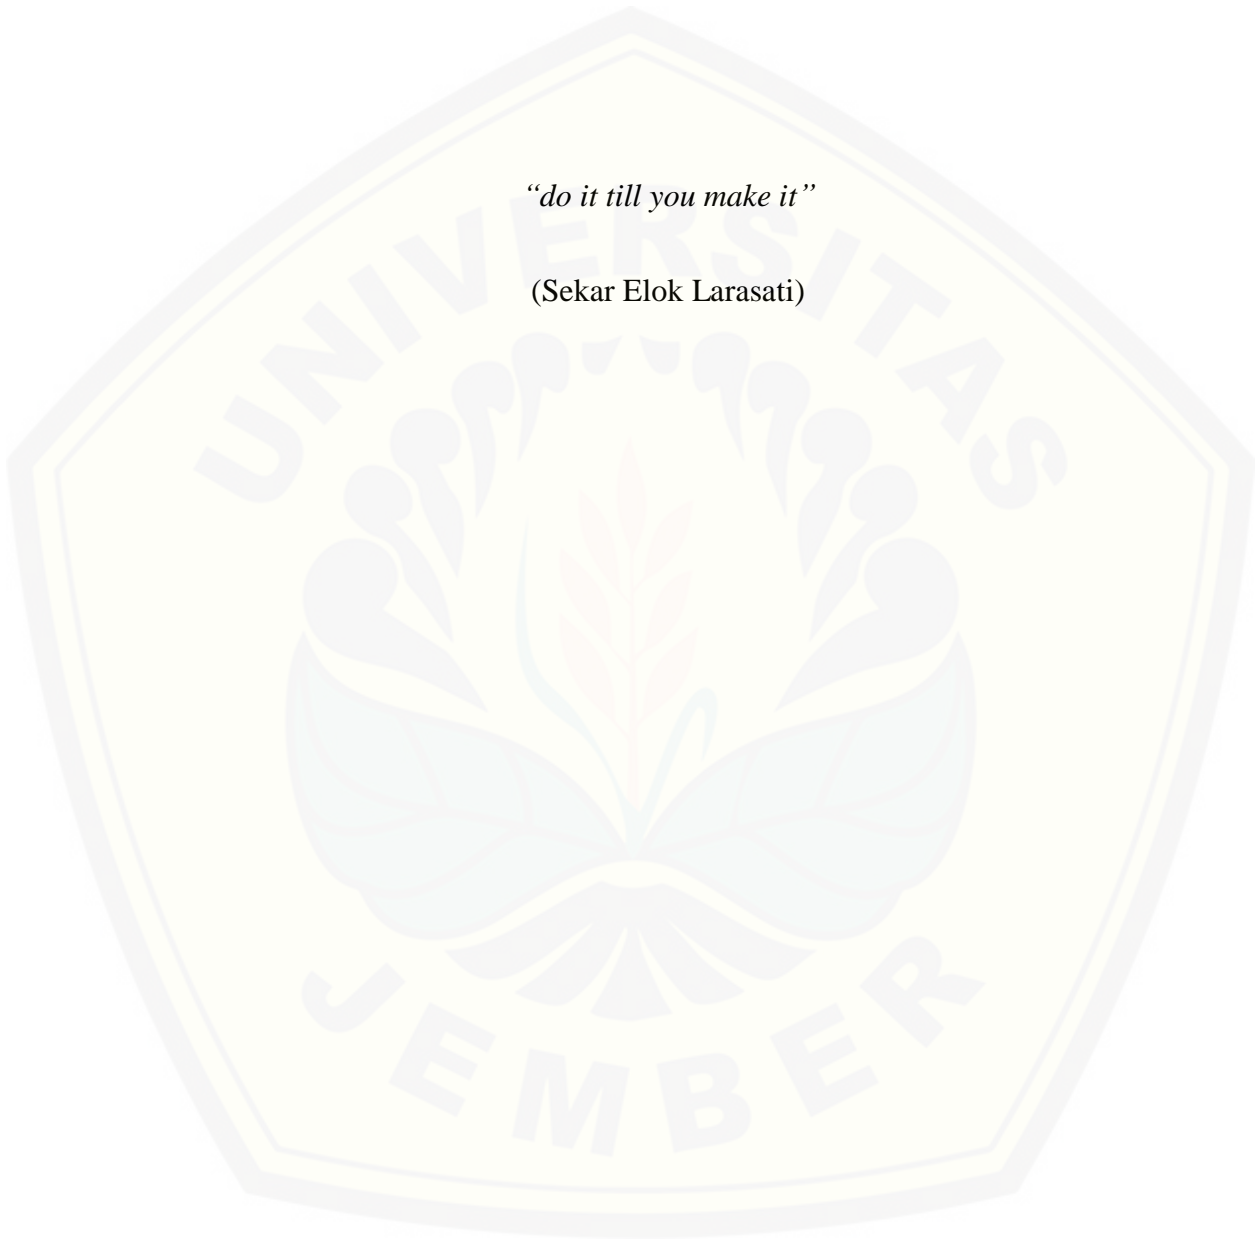 “do it till you make it”
(Sekar Elok Larasati)
UNIVERSITAS
JEMBER